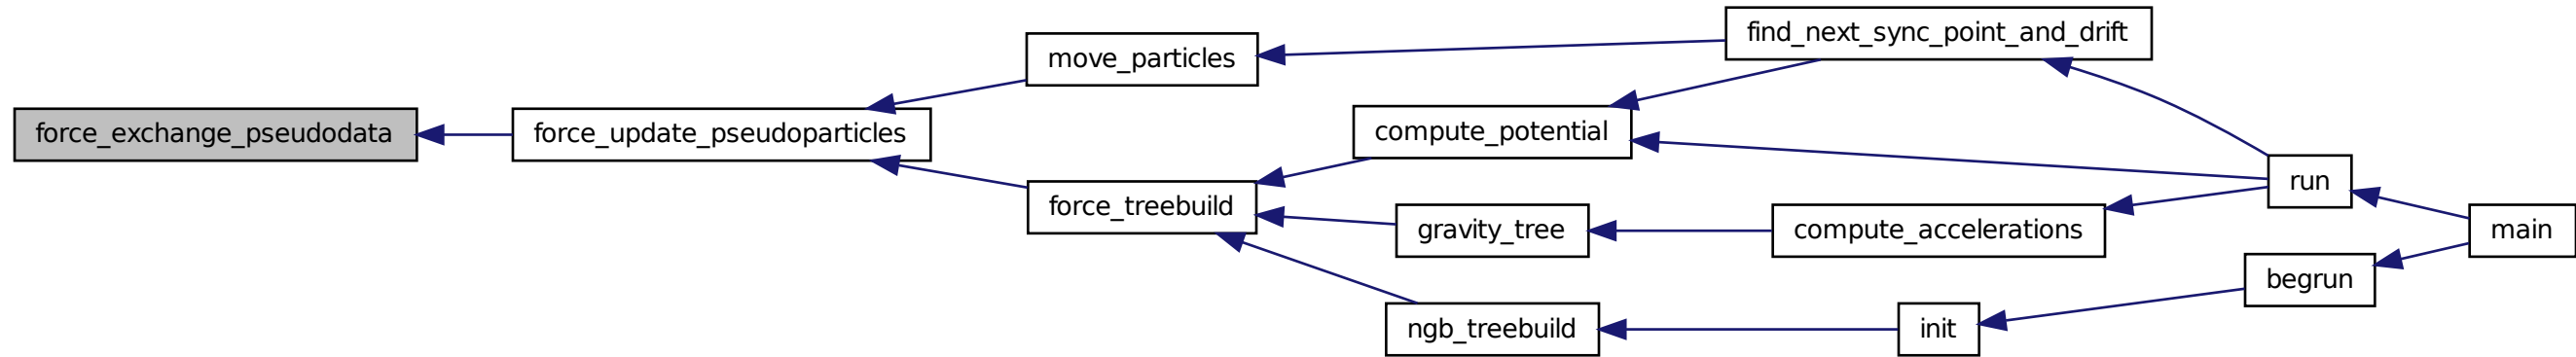 find_next_sync_point_and_drift
move_particles
force_exchange_pseudodata
force_update_pseudoparticles
compute_potential
run
force_treebuild
gravity_tree
compute_accelerations
main
begrun
ngb_treebuild
init